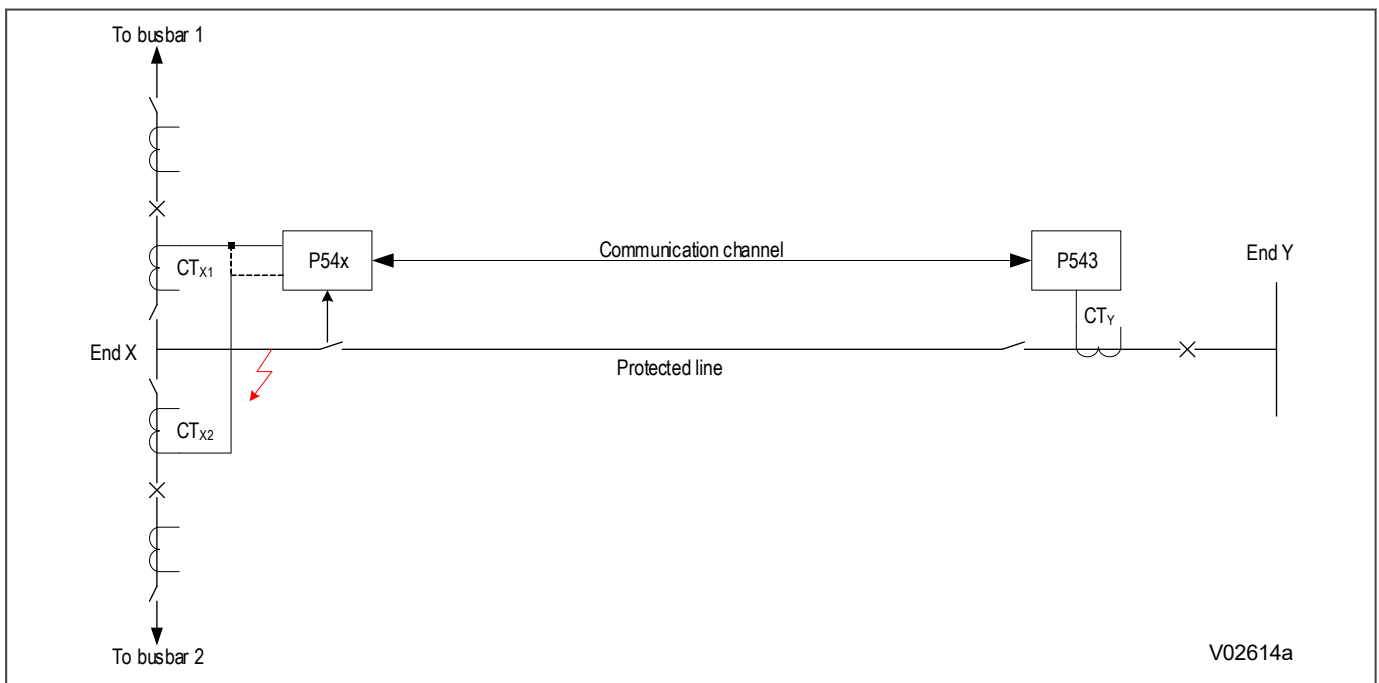 To busbar 1
CTX1
P54x
Communication channel
P543
End Y
CTY
End X
Protected line
CTX2
To busbar 2
V02614a